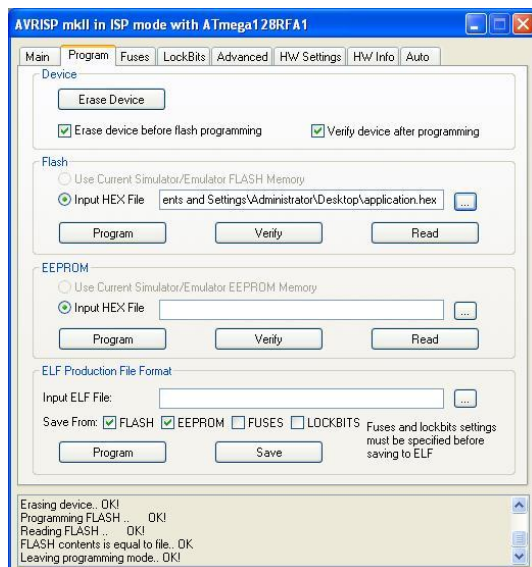 AVRISP mkII in ISP mode with ATmega128RFA1
Main Program Fuses LockBits Advanced HW Settings HW Info Auto
Device
Erase Device
Erase device before flash programming Verify device after programming
Flash
Use Current Simulator/Emulator FLASH Memory
Input HEX File ents and Settings\Administrator\Desktop\application.hex ...
Program Verify Read
EEPROM
Use Current Simulator/Emulator EEPROM Memory
Input HEX File ...
Program Verify Read
ELF Production File Format
Input ELF File: ...
Save From: FLASH EEPROM FUSES LOCKBITS Fuses and lockbits settings
must be specified before
Program Save saving to ELF
Erasing device.. OK!
Programming FLASH .. OK!
Reading FLASH .. OK!
FLASH contents is equal to file.. OK
Leaving programming mode.. OK!